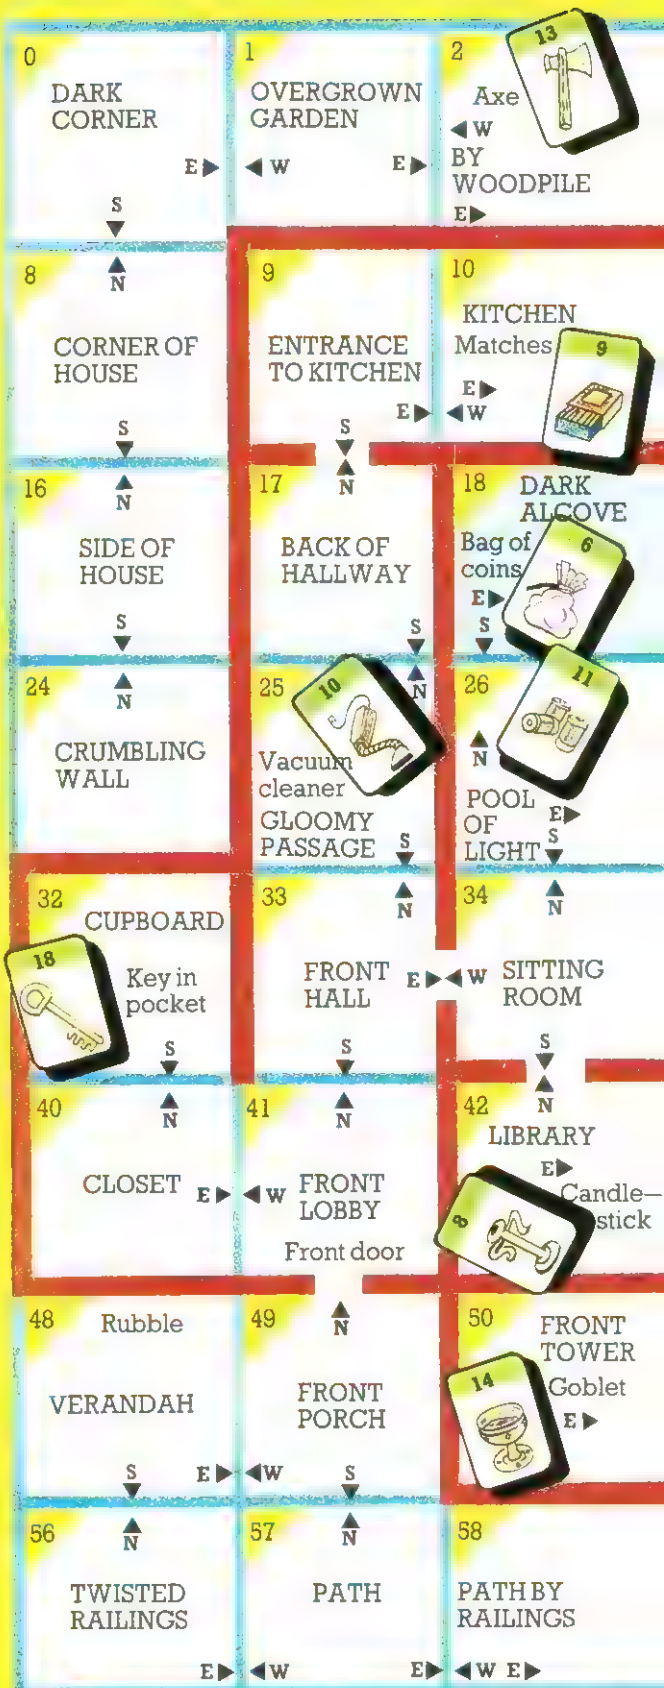 0
DARK
CORNER
E
S
1
OVERGROWN
GARDEN
W E
2
13
Axe
W
BY
WOODPILE
E
8
N
CORNER OF
HOUSE
S
9
ENTRANCE
TO KITCHEN
E
S
10
KITCHEN
Matches
9
E
W
16
N
SIDE OF
HOUSE
S
17
N
BACK OF
HALLWAY
S
18
DARK
ALCOVE
Bag of
coins
6
E
S
24
N
CRUMBLING
WALL
25
10
N
Vacuum
cleaner
GLOOMY
PASSAGE
S
26
11
N
POOL
OF
LIGHT
E
S
32
CUPBOARD
18
Key in
pocket
S
33
N
FRONT
HALL
E
S
34
N
W SITTING
ROOM
S
40
N
CLOSET E
41
N
W FRONT
LOBBY
Front door
42
N
LIBRARY
E
Candle—
stick
8
48
Rubble
VERANDAH
S
E
49
N
FRONT
PORCH
W
S
50
FRONT
TOWER
14
Goblet
E
56
N
TWISTED
RAILINGS
E
57
N
PATH
W E
58
PATH BY
RAILINGS
W E